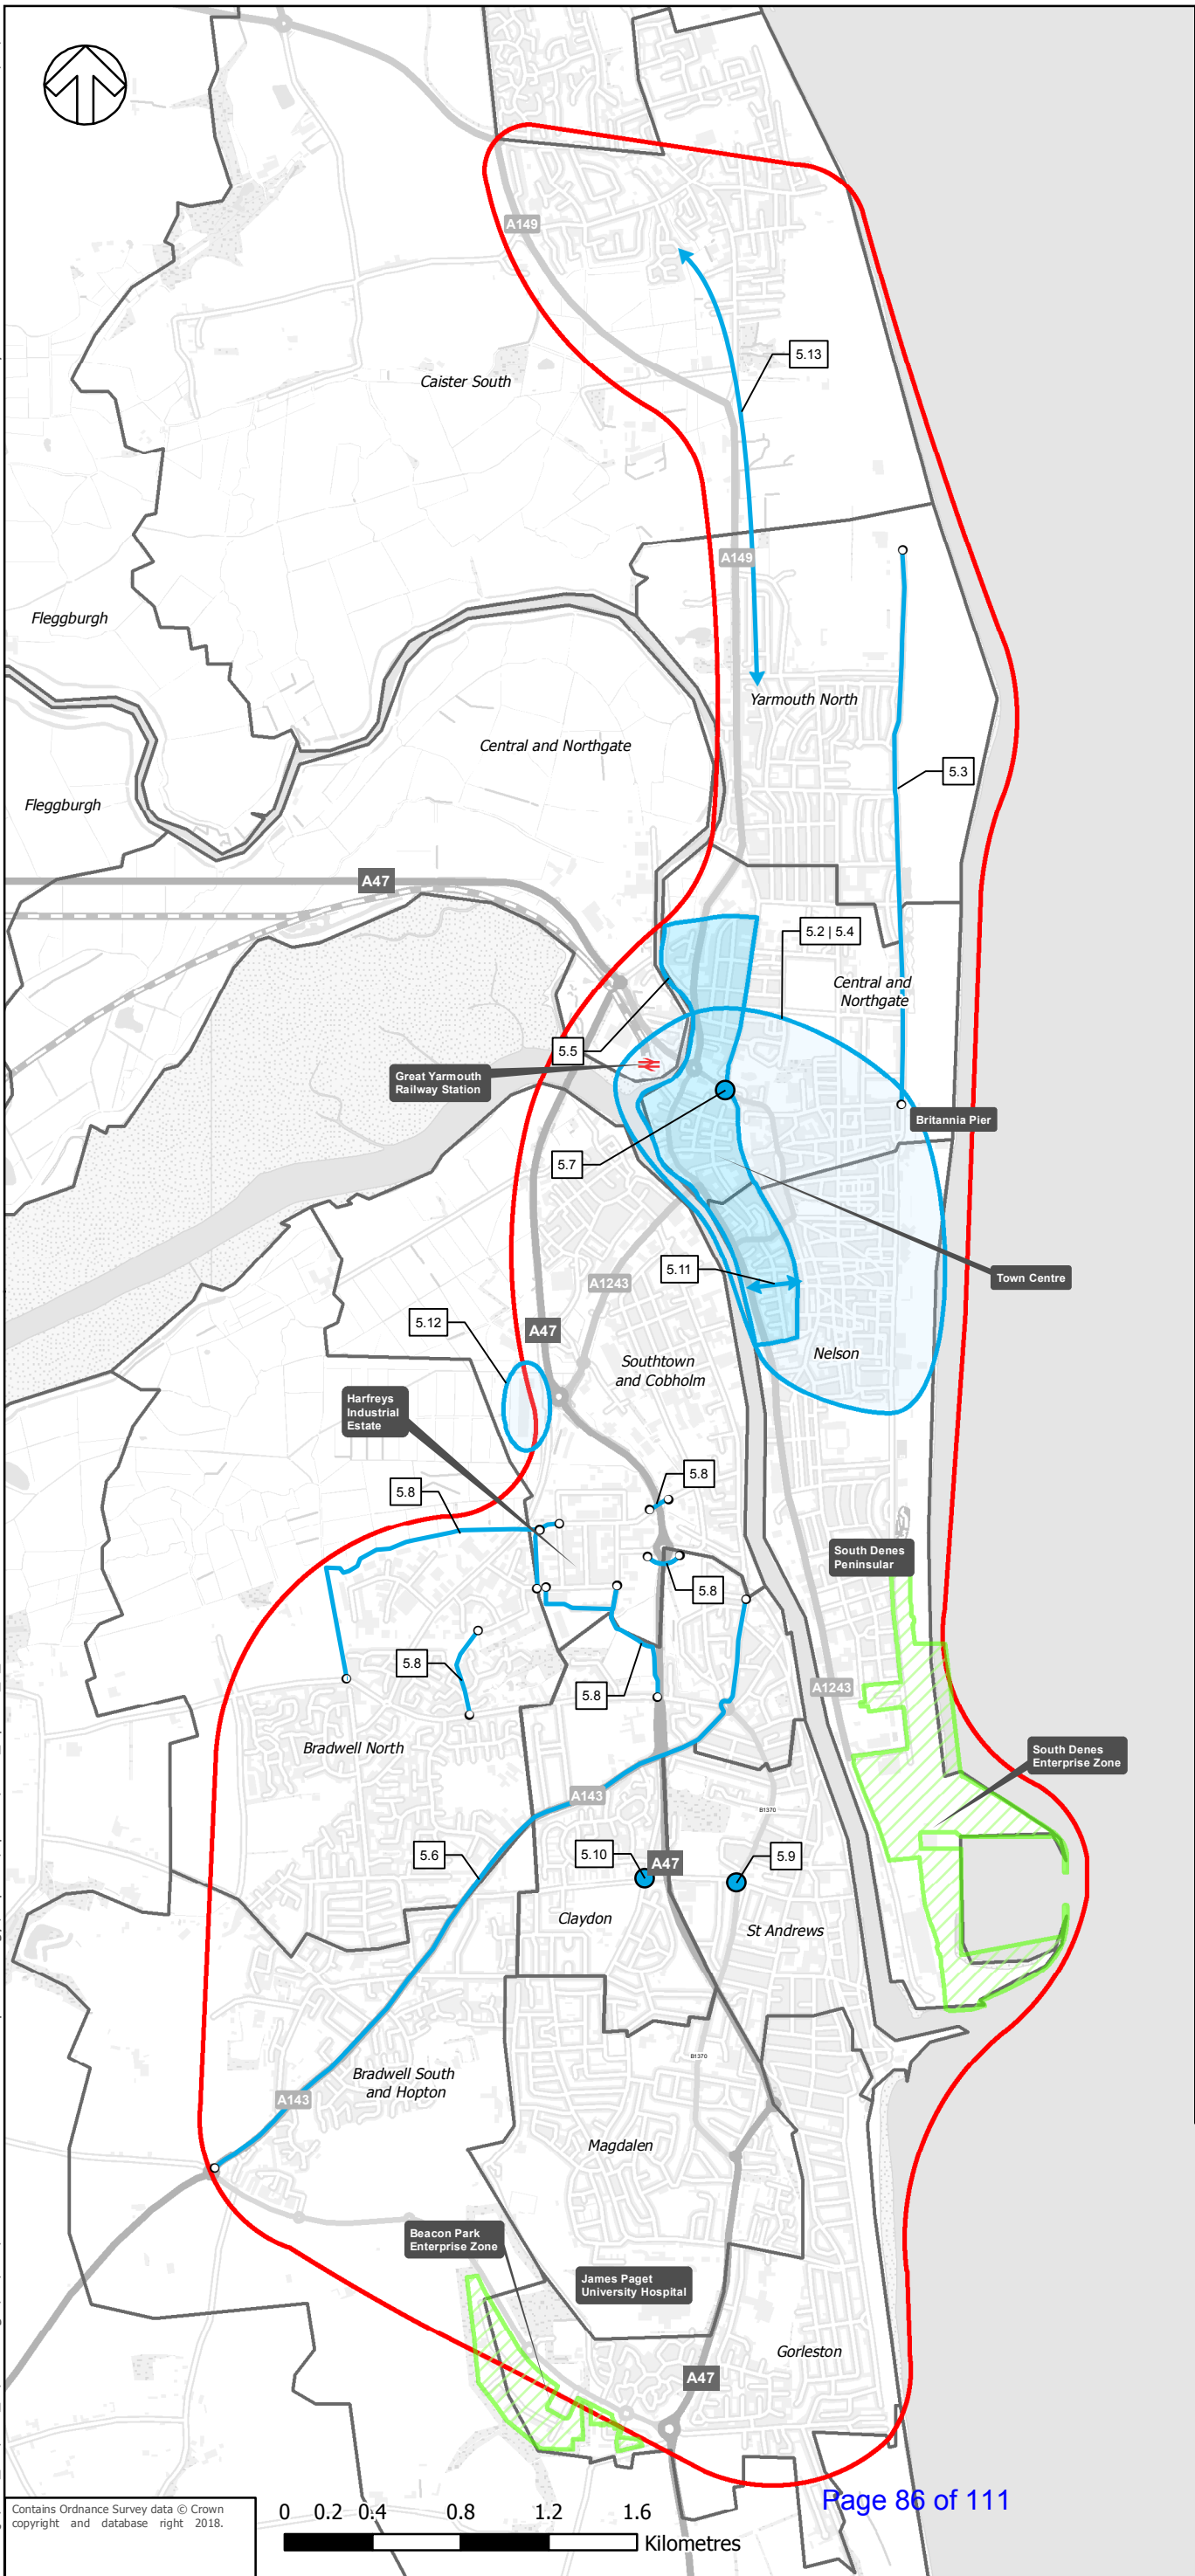 A149
5.13
Caister South
A149
Fleggburgh
Yarmouth North
Central and Northgate
5.3
Fleggburgh
A47
5.2 | 5.4
Central and
Northgate
5.5
Great Yarmouth
Railway Station
Britannia Pier
5.7
5.11
Town Centre
A1243
5.12
A47
Nelson
Southtown
and Cobholm
Harfreys
Industrial
Estate
5.8
5.8
South Denes
Peninsular
5.8
5.8
5.8
A1243
Bradwell North
South Denes
Enterprise Zone
A143
B1370
5.6
5.10
A47
5.9
Claydon
St Andrews
B1370
Bradwell South
and Hopton
A143
Magdalen
Beacon Park
Enterprise Zone
James Paget
University Hospital
Gorleston
A47
Page 86 of 111
Contains Ordnance Survey data © Crown
copyright and database right 2018.
0 0.2 0.4 0.8 1.2 1.6
Kilometres